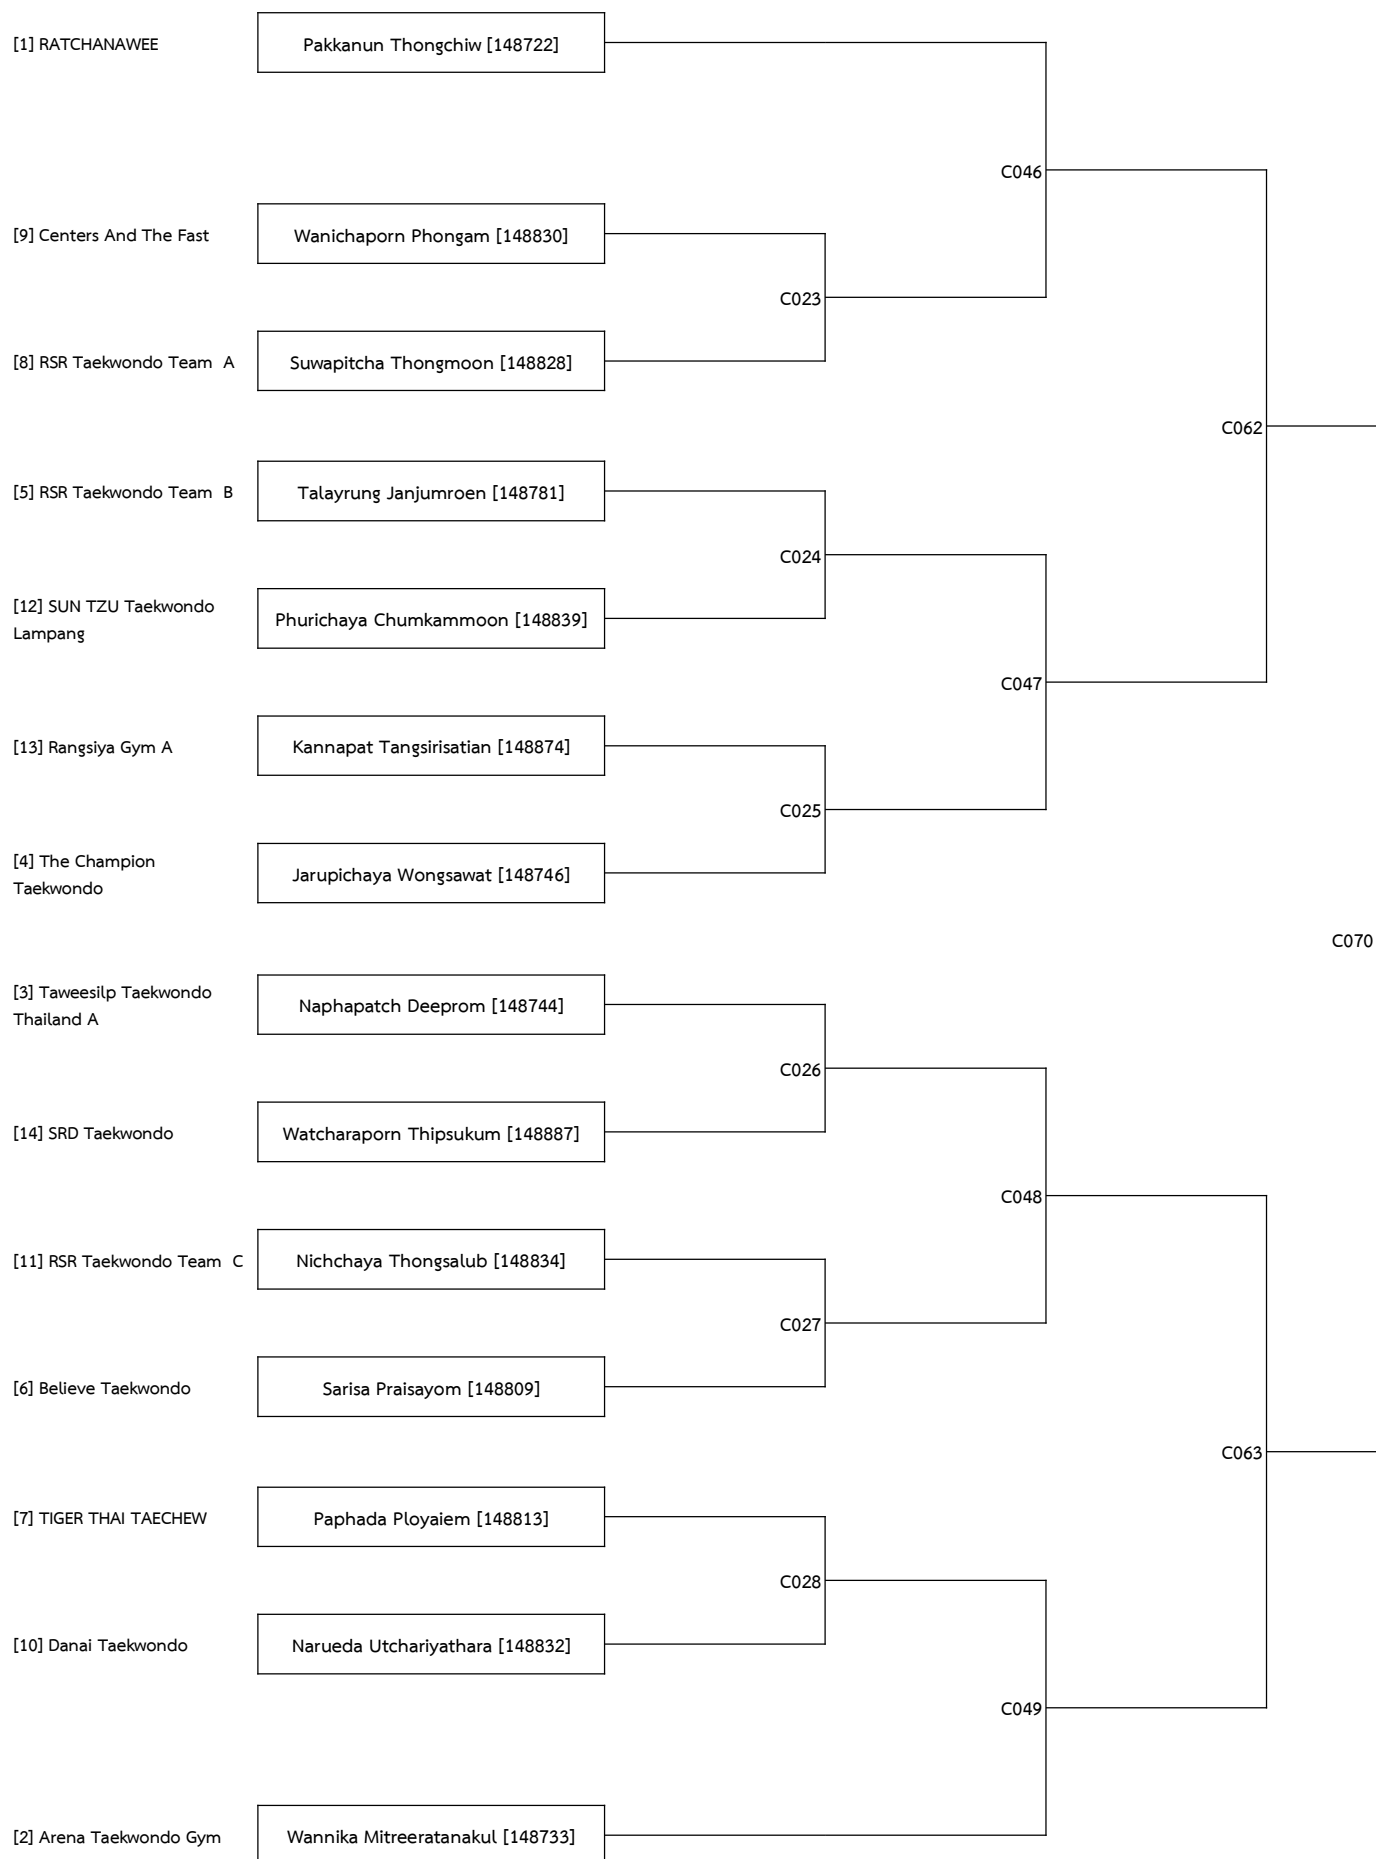 [1] RATCHANAWEE
Pakkanun Thongchiw [148722]
C046
[9] Centers And The Fast
Wanichaporn Phongam [148830]
C023
[8] RSR Taekwondo Team  A
Suwapitcha Thongmoon [148828]
C062
[5] RSR Taekwondo Team  B
Talayrung Janjumroen [148781]
C024
[12] SUN TZU Taekwondo
Lampang
Phurichaya Chumkammoon [148839]
C047
[13] Rangsiya Gym A
Kannapat Tangsirisatian [148874]
C025
[4] The Champion
Taekwondo
Jarupichaya Wongsawat [148746]
C070
[3] Taweesilp Taekwondo
Thailand A
Naphapatch Deeprom [148744]
C026
[14] SRD Taekwondo
Watcharaporn Thipsukum [148887]
C048
[11] RSR Taekwondo Team  C
Nichchaya Thongsalub [148834]
C027
[6] Believe Taekwondo
Sarisa Praisayom [148809]
C063
[7] TIGER THAI TAECHEW
Paphada Ployaiem [148813]
C028
[10] Danai Taekwondo
Narueda Utchariyathara [148832]
C049
[2] Arena Taekwondo Gym
Wannika Mitreeratanakul [148733]